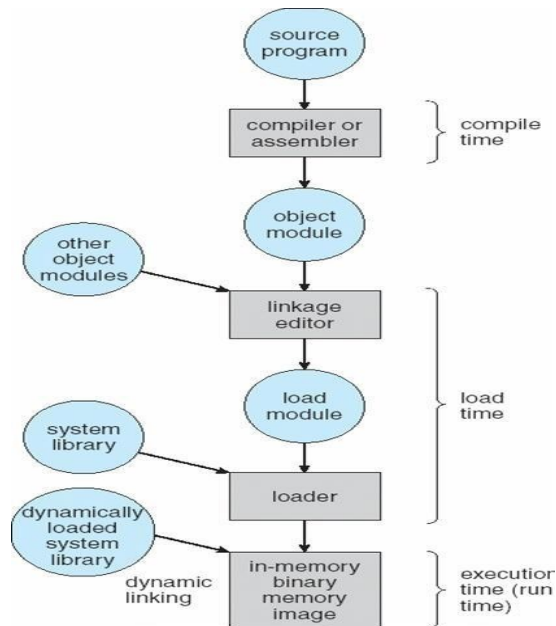 source
program
compiler or
assembler
compile
time
object
module
other
object
modules
linkage
editor
load
module
load
time
system
library
loader
dynamically
loaded
system
library
dynamic
linking
in-memory
binary
memory
image
execution
time (run
time)